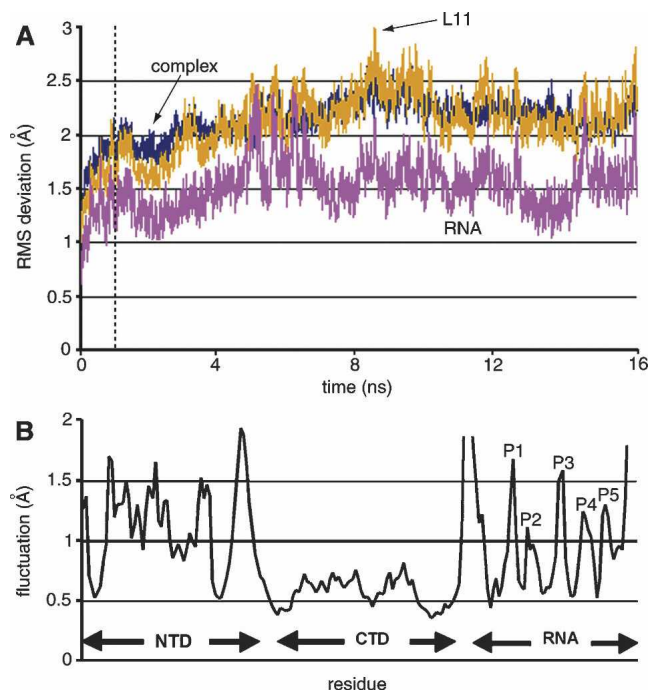 A
L11
complex
RNA
RMS deviation (Å)
3
2.5
2
1.5
1
0.5
0
0 4 8 12 16
time (ns)
B
fluctuation (Å)
2
1.5
1
0.5
0
P1
P2
P3
P4
P5
NTD CTD RNA
residue